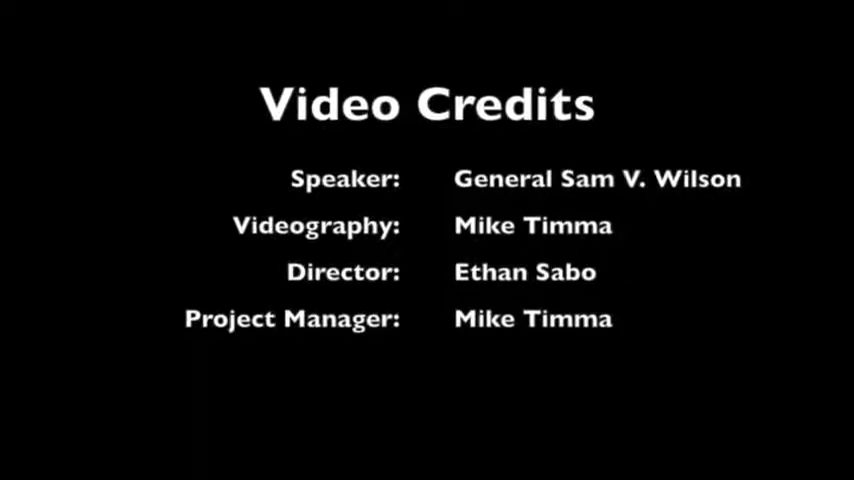 Video Credits
Speaker: General Sam V. Wilson
Videography: Mike Timma
Director: Ethan Sabo
Project Manager: Mike Timma